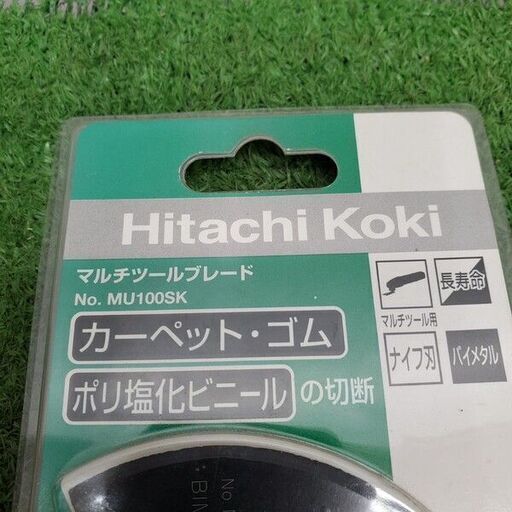 Hitachi Koki
マルチツールブレード
No. MU100SK
カーペット・ゴム
ポリ塩化ビニールの切断
長寿命
マルチツール用
ナイフ刃
バイメタル